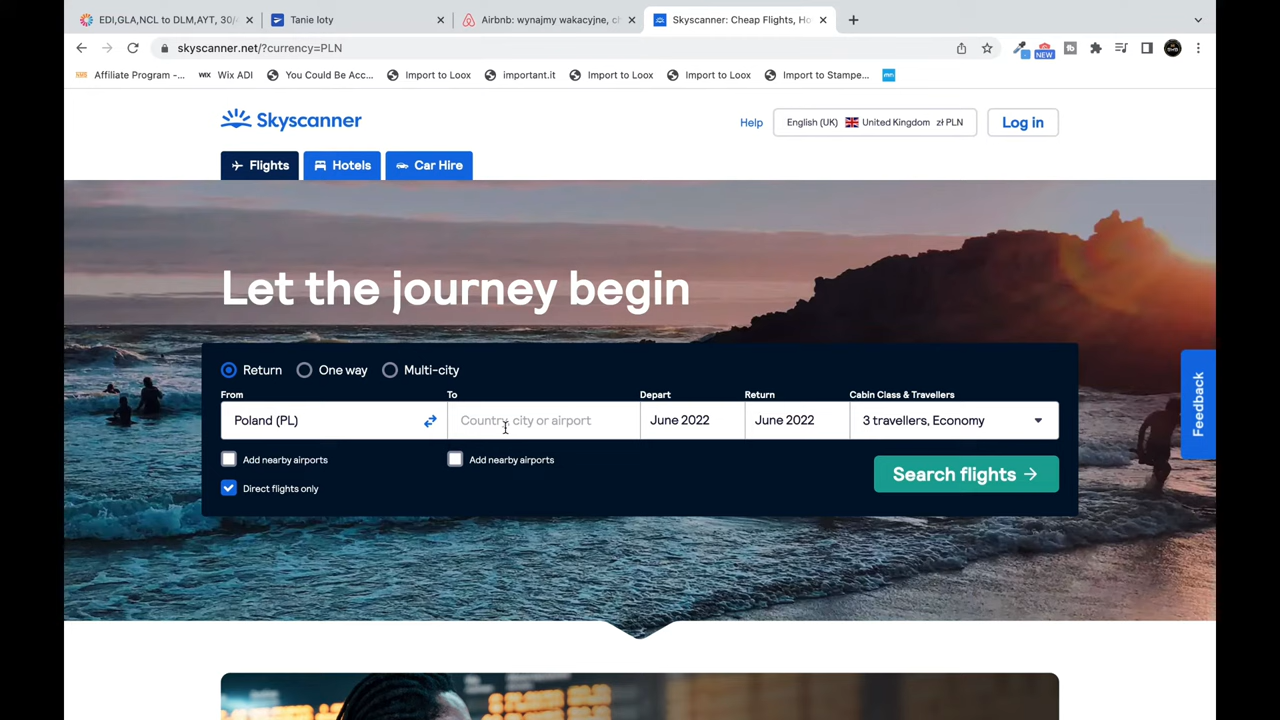 EDI,GLA,NCL to DLM,AYT, 30/
Tanie loty
Airbnb: wynajmy wakacyjne, c
Skyscanner: Cheap Flights, Ho
skyscanner.net/?currency=PLN
NEW
Affiliate Program -...
WIX
Wix ADI
You Could Be Acc...
Import to Loox
important.it
Import to Loox
Import to Loox
Import to Stampe...
Skyscanner
Help
English (UK) United Kingdom zł PLN
Log in
Flights
Hotels
Car Hire
Let the journey begin
Return
One way
Multi-city
From
To
Depart
Return
Cabin Class & Travellers
Poland (PL)
Country, city or airport
June 2022
June 2022
3 travellers, Economy
Add nearby airports
Add nearby airports
Direct flights only
Search flights
Feedback